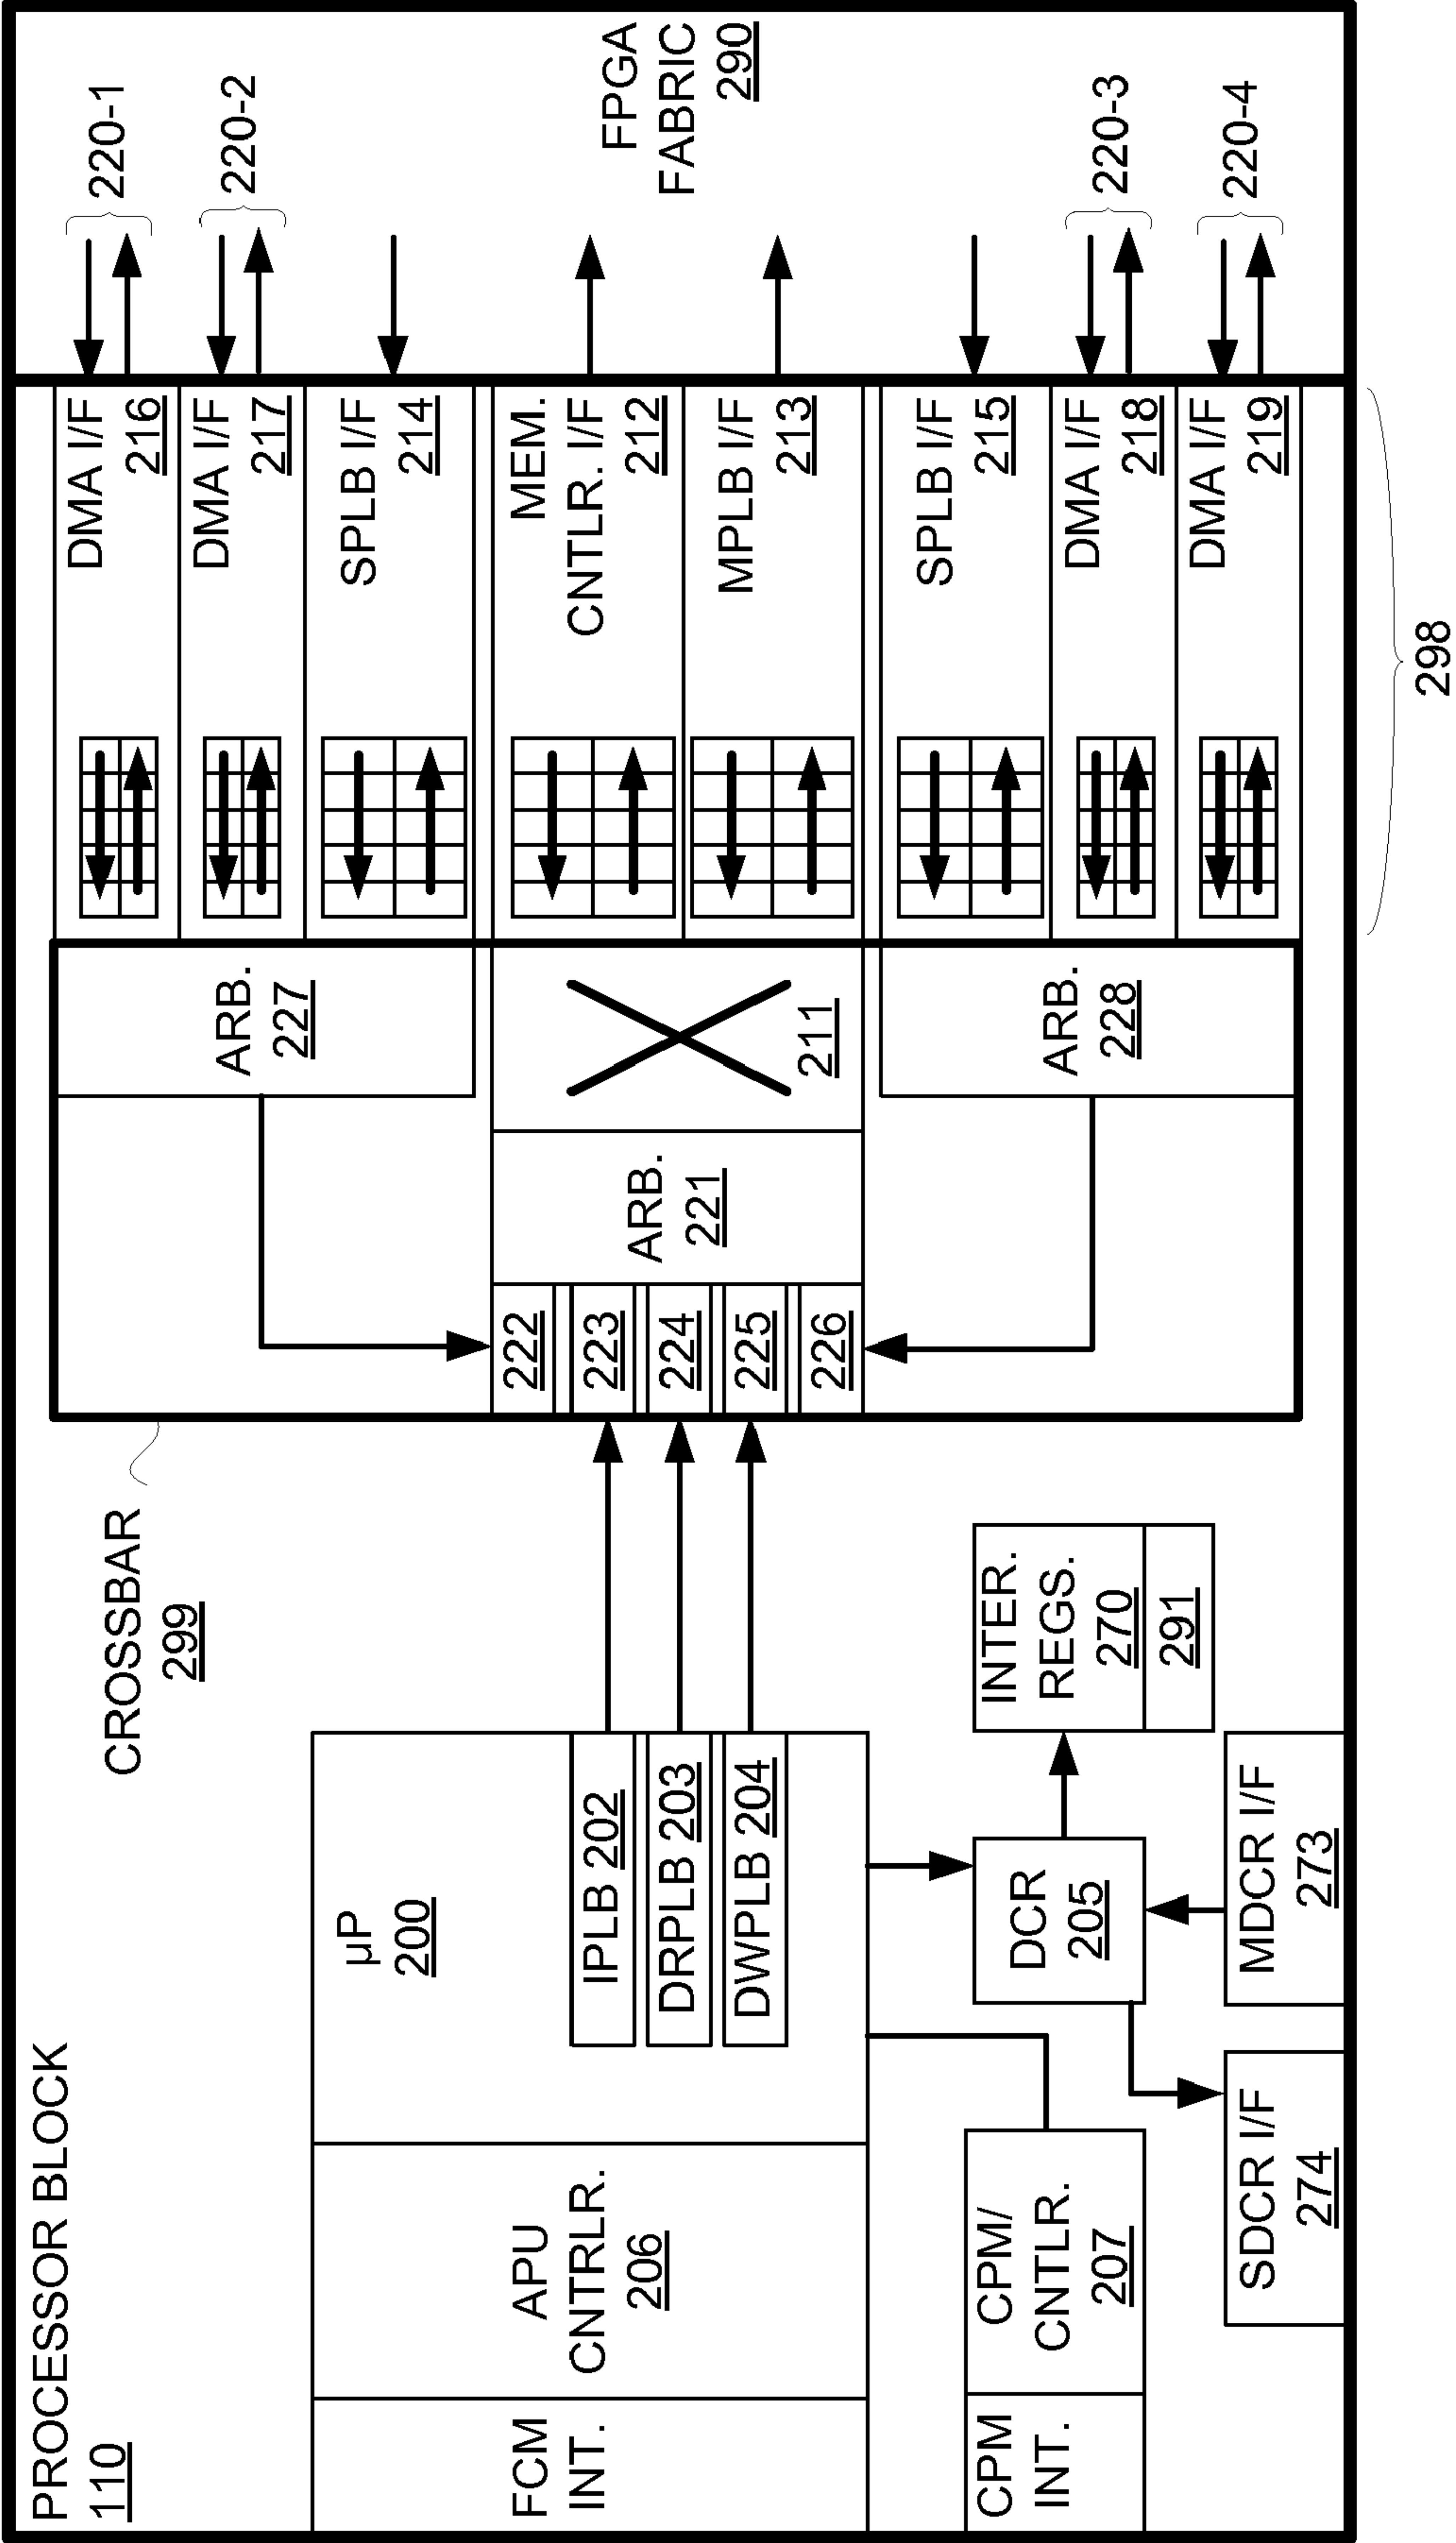 PROCESSOR BLOCK
110
CROSSBAR
299
FCM
INT.
APU
CNTRLR.
206
µP
200
IPLB 202
DRPLB 203
DWPLB 204
CPM
INT.
CPM/
CNTLR.
207
DCR
205
INTER.
REGS.
270
291
SDCR I/F
274
MDCR I/F
273
222
223
224
225
226
ARB.
221
211
ARB.
227
ARB.
228
DMA I/F
216
DMA I/F
217
SPLB I/F
214
MEM.
CNTLR. I/F
212
MPLB I/F
213
SPLB I/F
215
DMA I/F
218
DMA I/F
219
220-1
220-2
FPGA
FABRIC
290
220-3
220-4
298